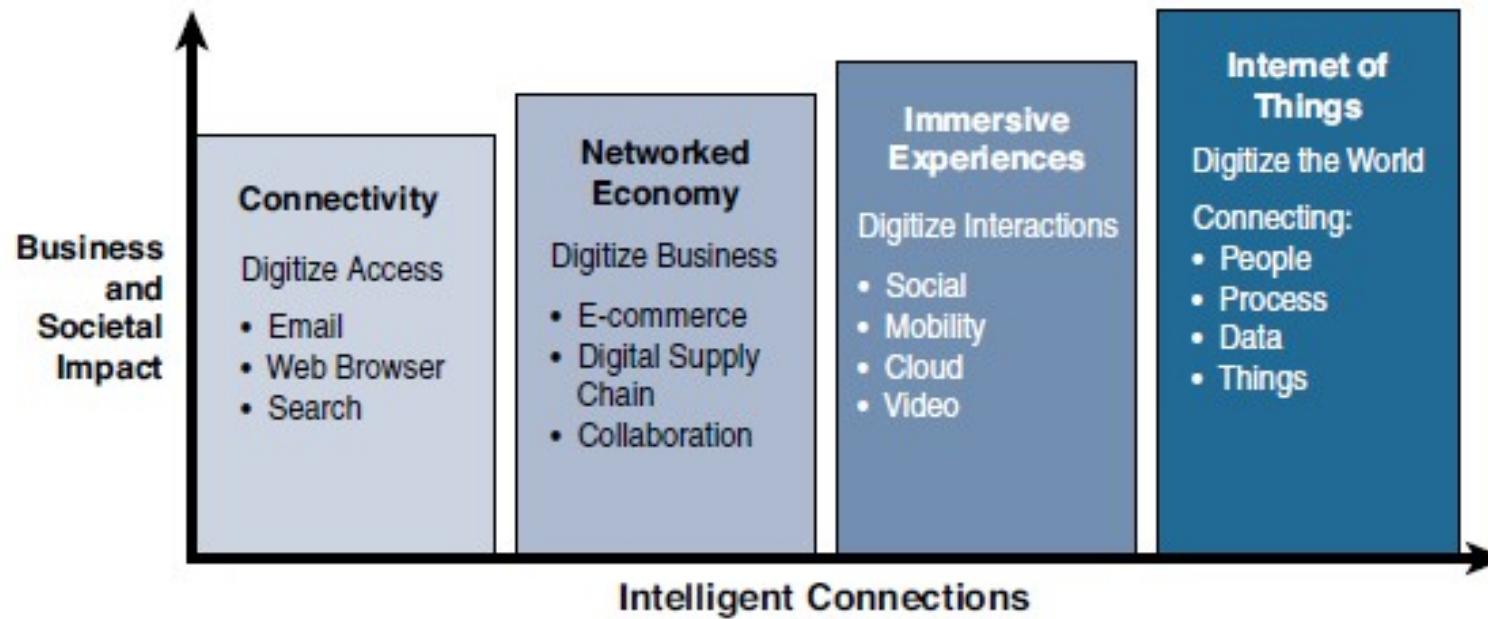 Business
and
Societal
Impact
Connectivity
Digitize Access
• Email
• Web Browser
• Search
Networked
Economy
Digitize Business
• E-commerce
• Digital Supply
Chain
• Collaboration
Immersive
Experiences
Digitize Interactions
• Social
• Mobility
• Cloud
• Video
Internet of
Things
Digitize the World
Connecting:
• People
• Process
• Data
• Things
Intelligent Connections